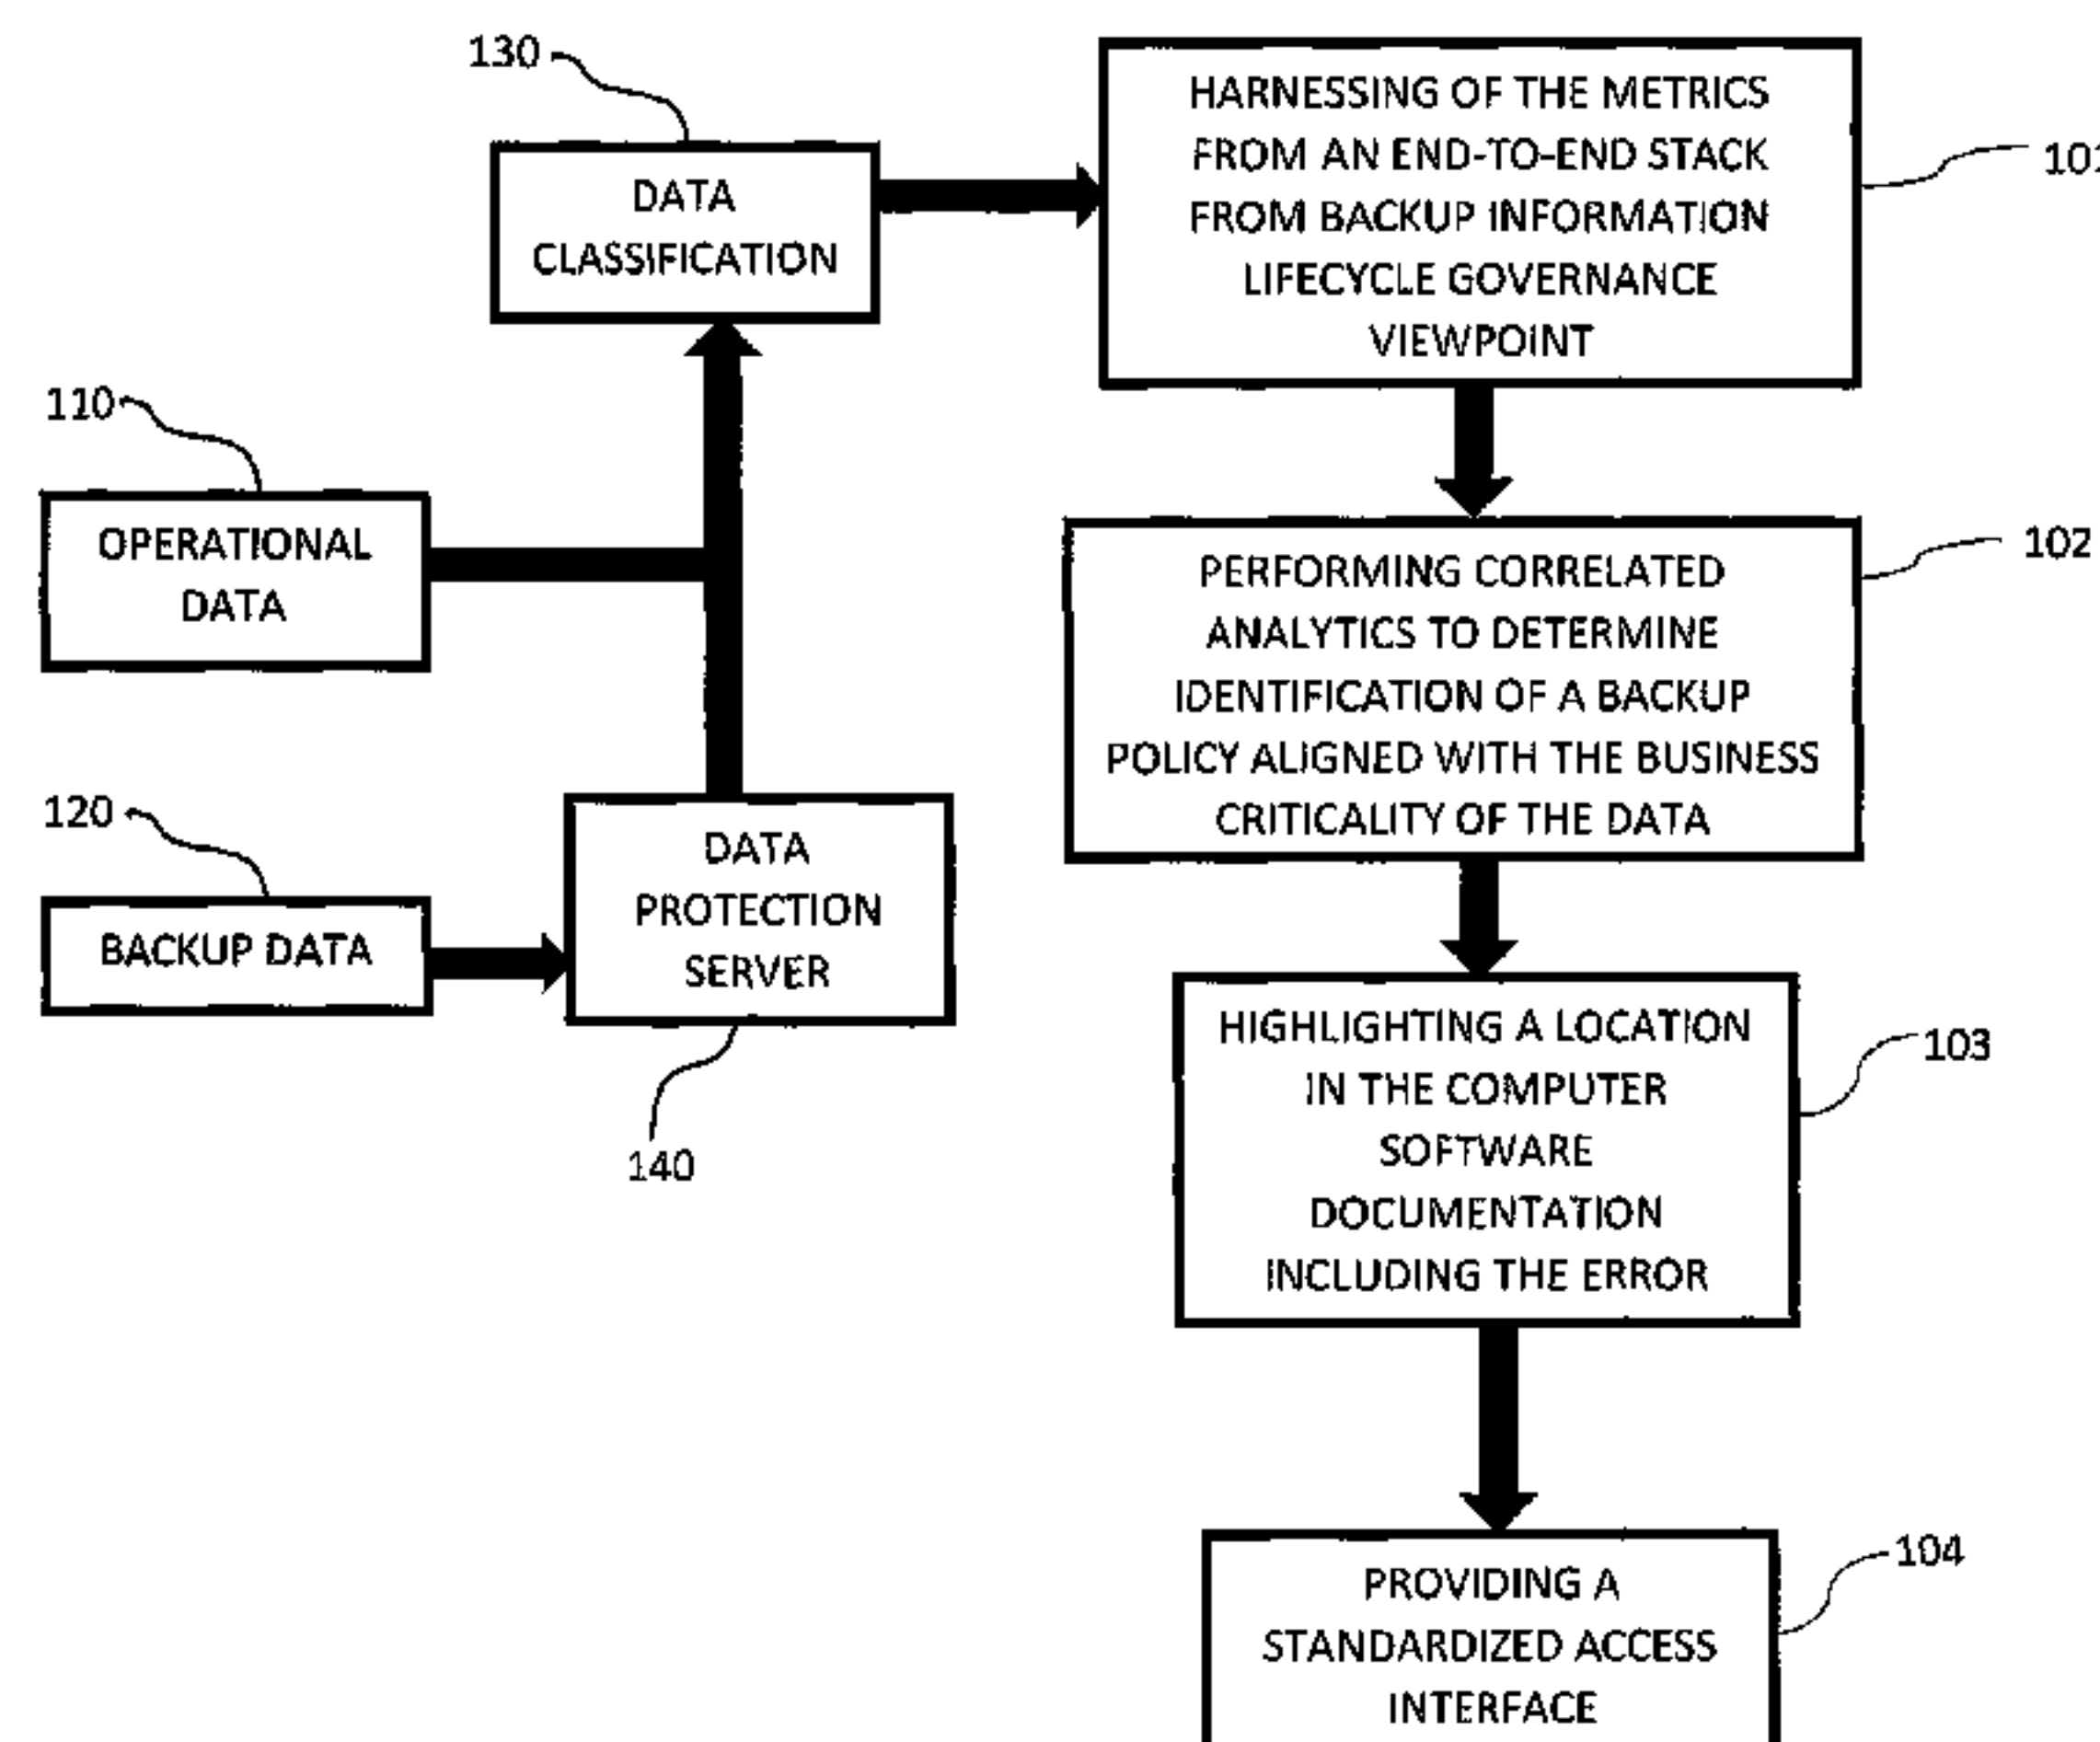 130
DATA
CLASSIFICATION
HARNESSING OF THE METRICS
FROM AN END-TO-END STACK
FROM BACKUP INFORMATION
LIFECYCLE GOVERNANCE
VIEWPOINT
110
OPERATIONAL
DATA
102
PERFORMING CORRELATED
ANALYTICS TO DETERMINE
IDENTIFICATION OF A BACKUP
POLICY ALIGNED WITH THE BUSINESS
CRITICALITY OF THE DATA
120
BACKUP DATA
DATA
PROTECTION
SERVER
140
103
HIGHLIGHTING A LOCATION
IN THE COMPUTER
SOFTWARE
DOCUMENTATION
INCLUDING THE ERROR
104
PROVIDING A
STANDARDIZED ACCESS
INTERFACE